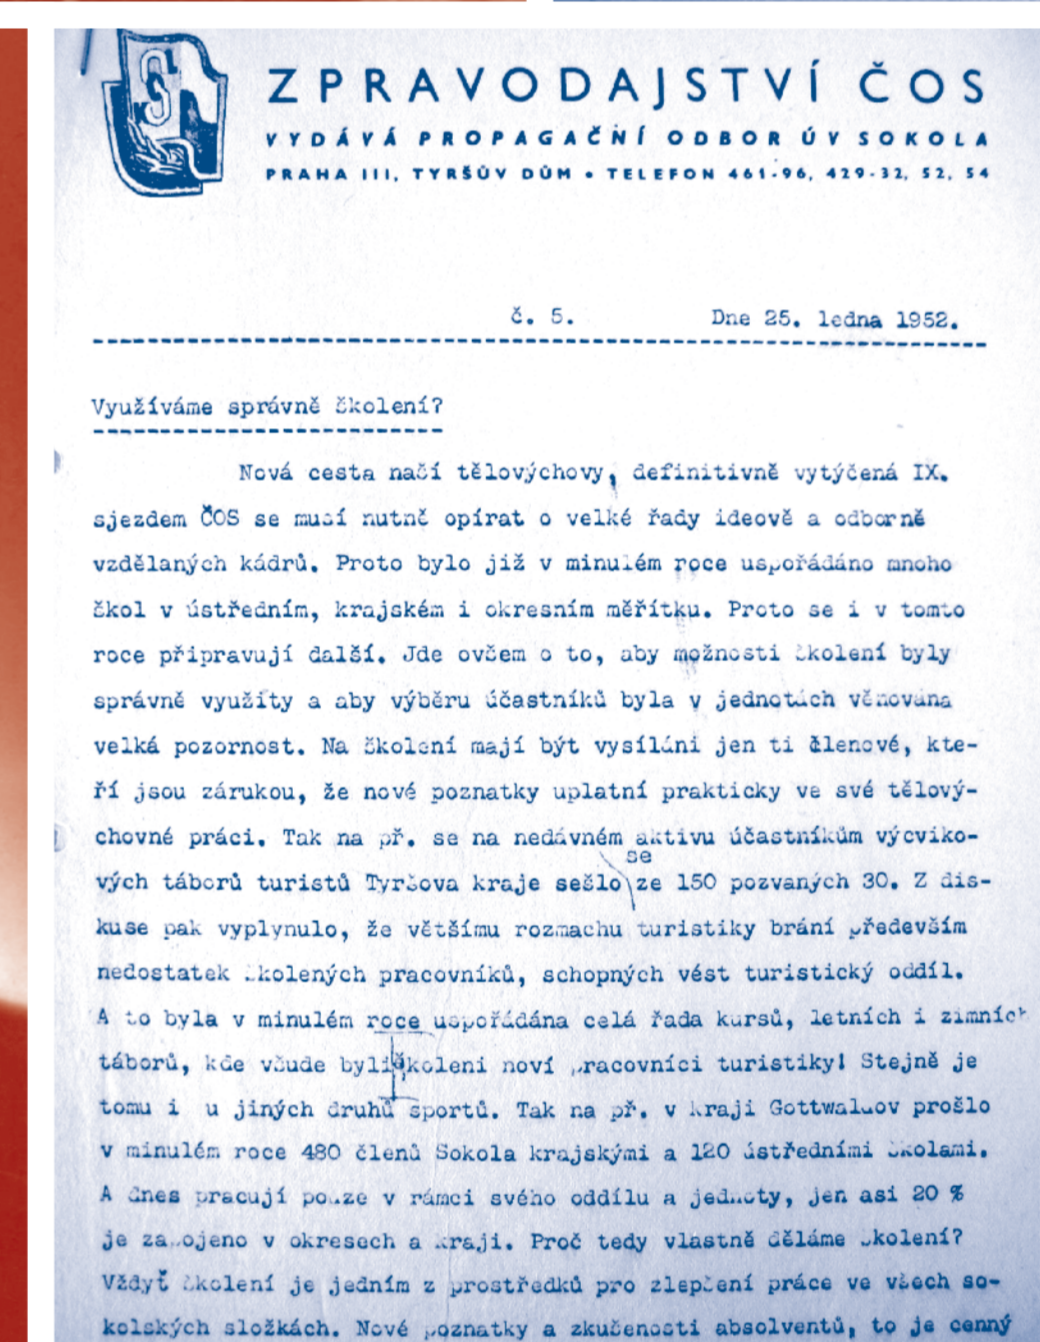 S
ZPRAVODAJSTVÍ ČOS
VYDÁVÁ PROPAGAČNÍ ODBOR ÚV SOKOLA
PRAHA III, TYRŠŮV DŮM • TELEFON 461-96, 429-32, 52, 54
č. 5. Dne 25. ledna 1952.
Využíváme správně školení?
Nová cesta naší tělovýchovy, definitivně vytýčená IX.
sjezdem ČOS se musí nutně opírat o velké řady ideově a odborně
vzdělaných kádrů. Proto bylo již v minulém roce uspořádáno mnoho
škol v ústředním, krajském i okresním měřítku. Proto se i v tomto
roce připravují další. Jde ovšem o to, aby možnosti školení byly
správně využity a aby výběru účastníků byla v jednotách věnována
velká pozornost. Na školení mají být vysíláni jen ti členové, kte-
ří jsou zárukou, že nové poznatky uplatní prakticky ve své tělový-
chovné práci. Tak na př. se na nedávném aktivu účastníkům výcviko-
se
vých táborů turistů Tyršova kraje sešlo ze 150 pozvaných 30. Z dis-
kuse pak vyplynulo, že většímu rozmachu turistiky brání především
nedostatek školených pracovníků, schopných vést turistický oddíl.
A to byla v minulém roce uspořádána celá řada kursů, letních i zimních
táborů, kde všude byli školeni noví pracovníci turistiky! Stejně je
tomu i u jiných druhů sportů. Tak na př. v kraji Gottwaldov prošlo
v minulém roce 480 členů Sokola krajskými a 120 ústředními školami.
A dnes pracují pouze v rámci svého oddílu a jednoty, jen asi 20 %
je zapojeno v okresech a kraji. Proč tedy vlastně děláme školení?
Vždyť školení je jedním z prostředků pro zlepšení práce ve všech so-
kolských složkách. Nové poznatky a zkušenosti absolventů, to je cenný